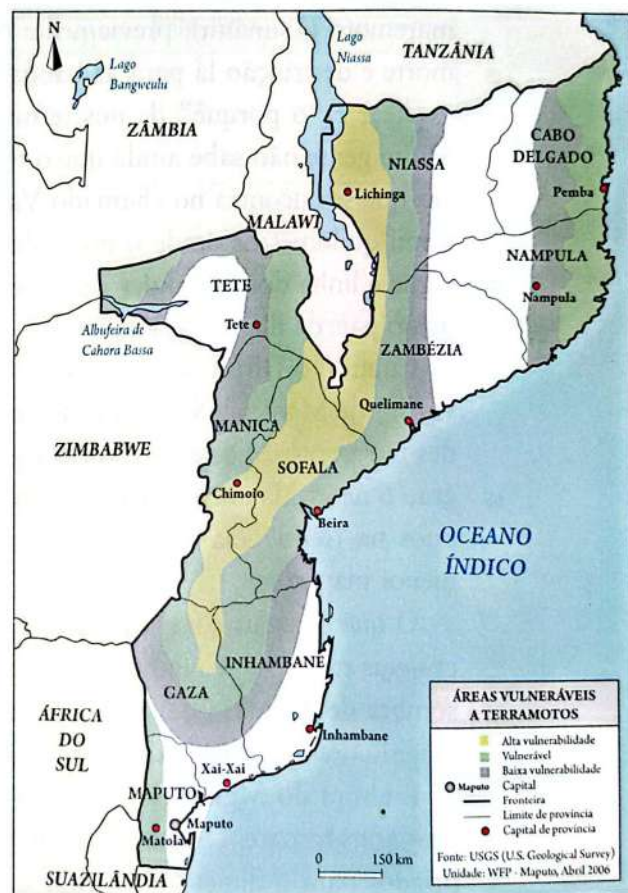 N
Lago
Niassa
TANZÂNIA
Lago
Bangweulu
ZÂMBIA
CABO
DELGADO
NIASSA
Pemba
Lichinga
MALAWI
NAMPULA
TETE
Nampula
Tete
Albufeira de
Cahora Bassa
ZAMBÉZIA
Quelimane
MANICA
ZIMBABWE
SOFALA
Chimoio
Beira
OCEANO
ÍNDICO
INHAMBANE
GAZA
ÁFRICA
DO
SUL
Inhambane
Xai-Xai
MAPUTO
Maputo
Matola
SUAZILÂNDIA
0 150 km
ÁREAS VULNERÁVEIS
A TERRAMOTOS
Alta vulnerabilidade
Vulnerável
Baixa vulnerabilidade
Maputo Capital
Fronteira
Limite de província
Capital de província
Fonte: USGS (U.S. Geological Survey)
Unidade: WFP - Maputo, Abril 2006